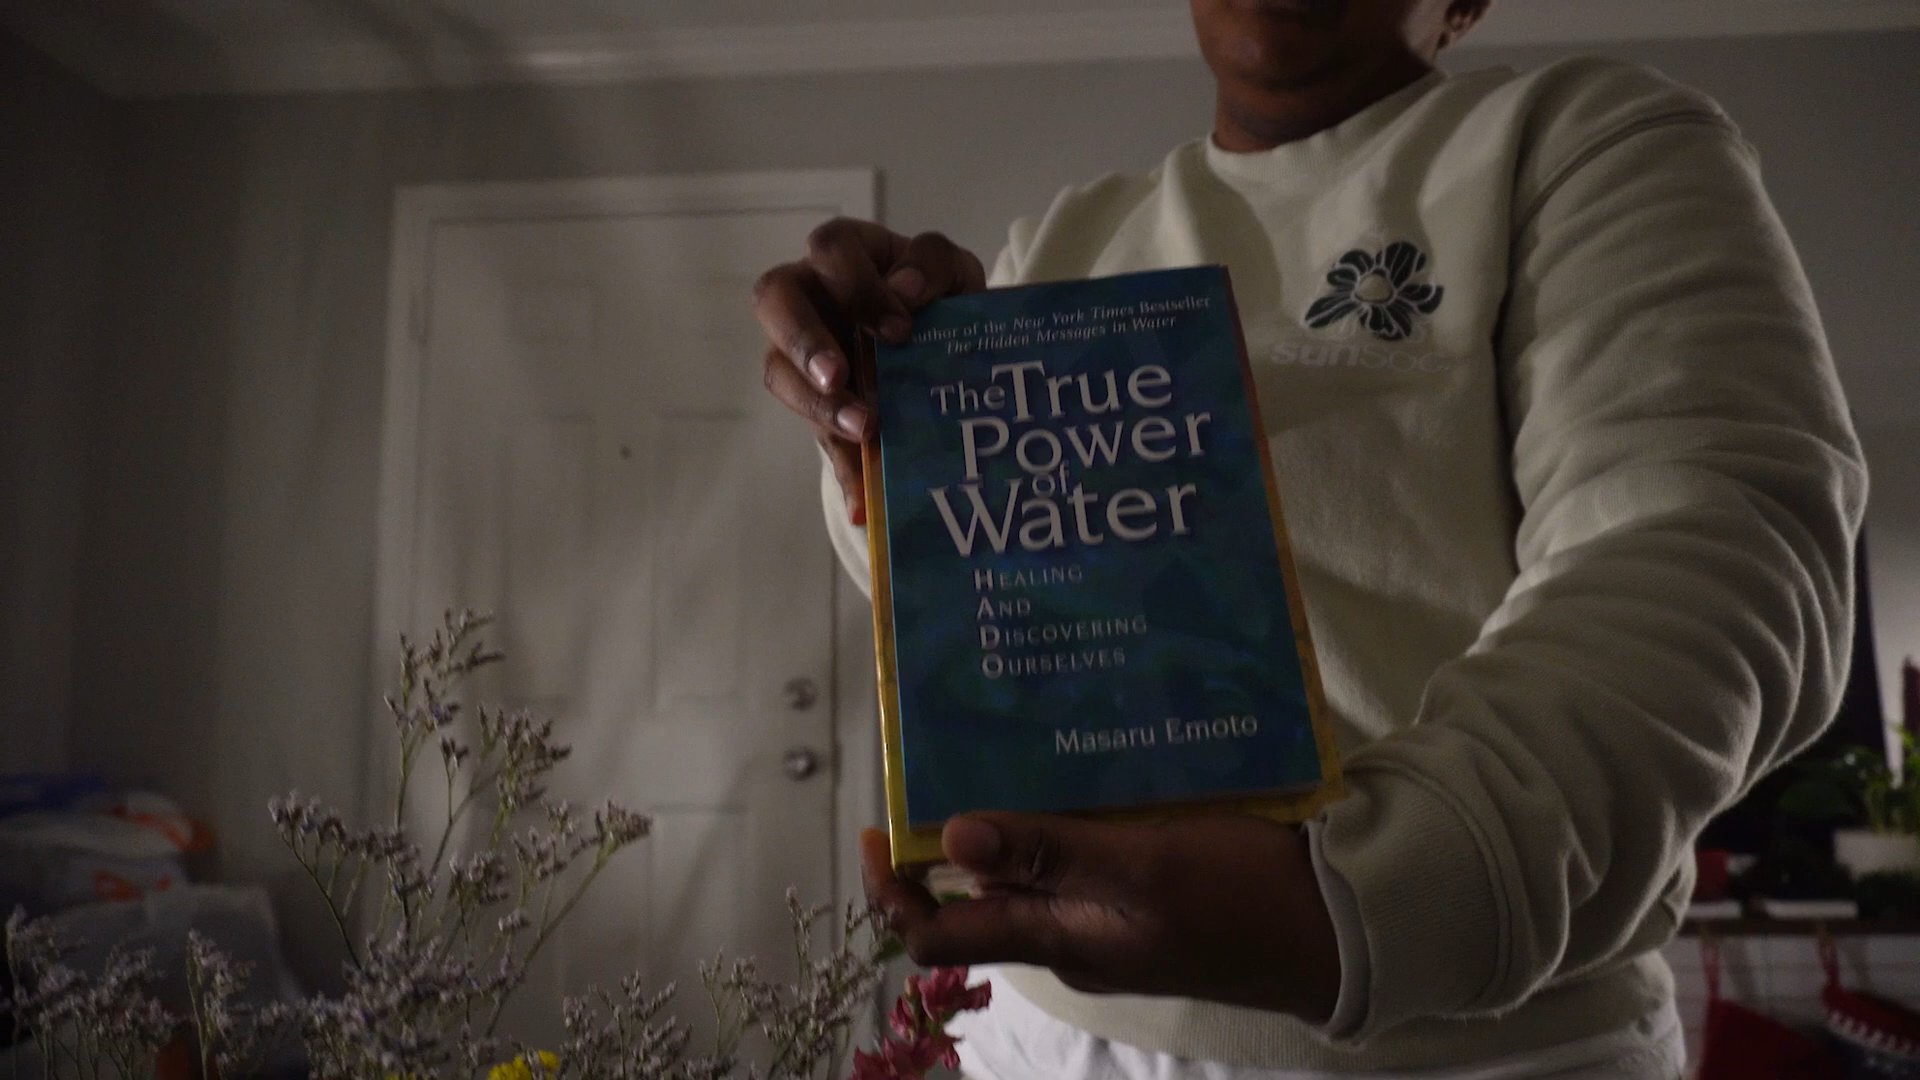 Author of the New York Times Bestseller
The Hidden Messages in Water
The True
Power
of
Water
HEALING
AND
DISCOVERING
OURSELVES
Masaru Emoto
sunSoc.